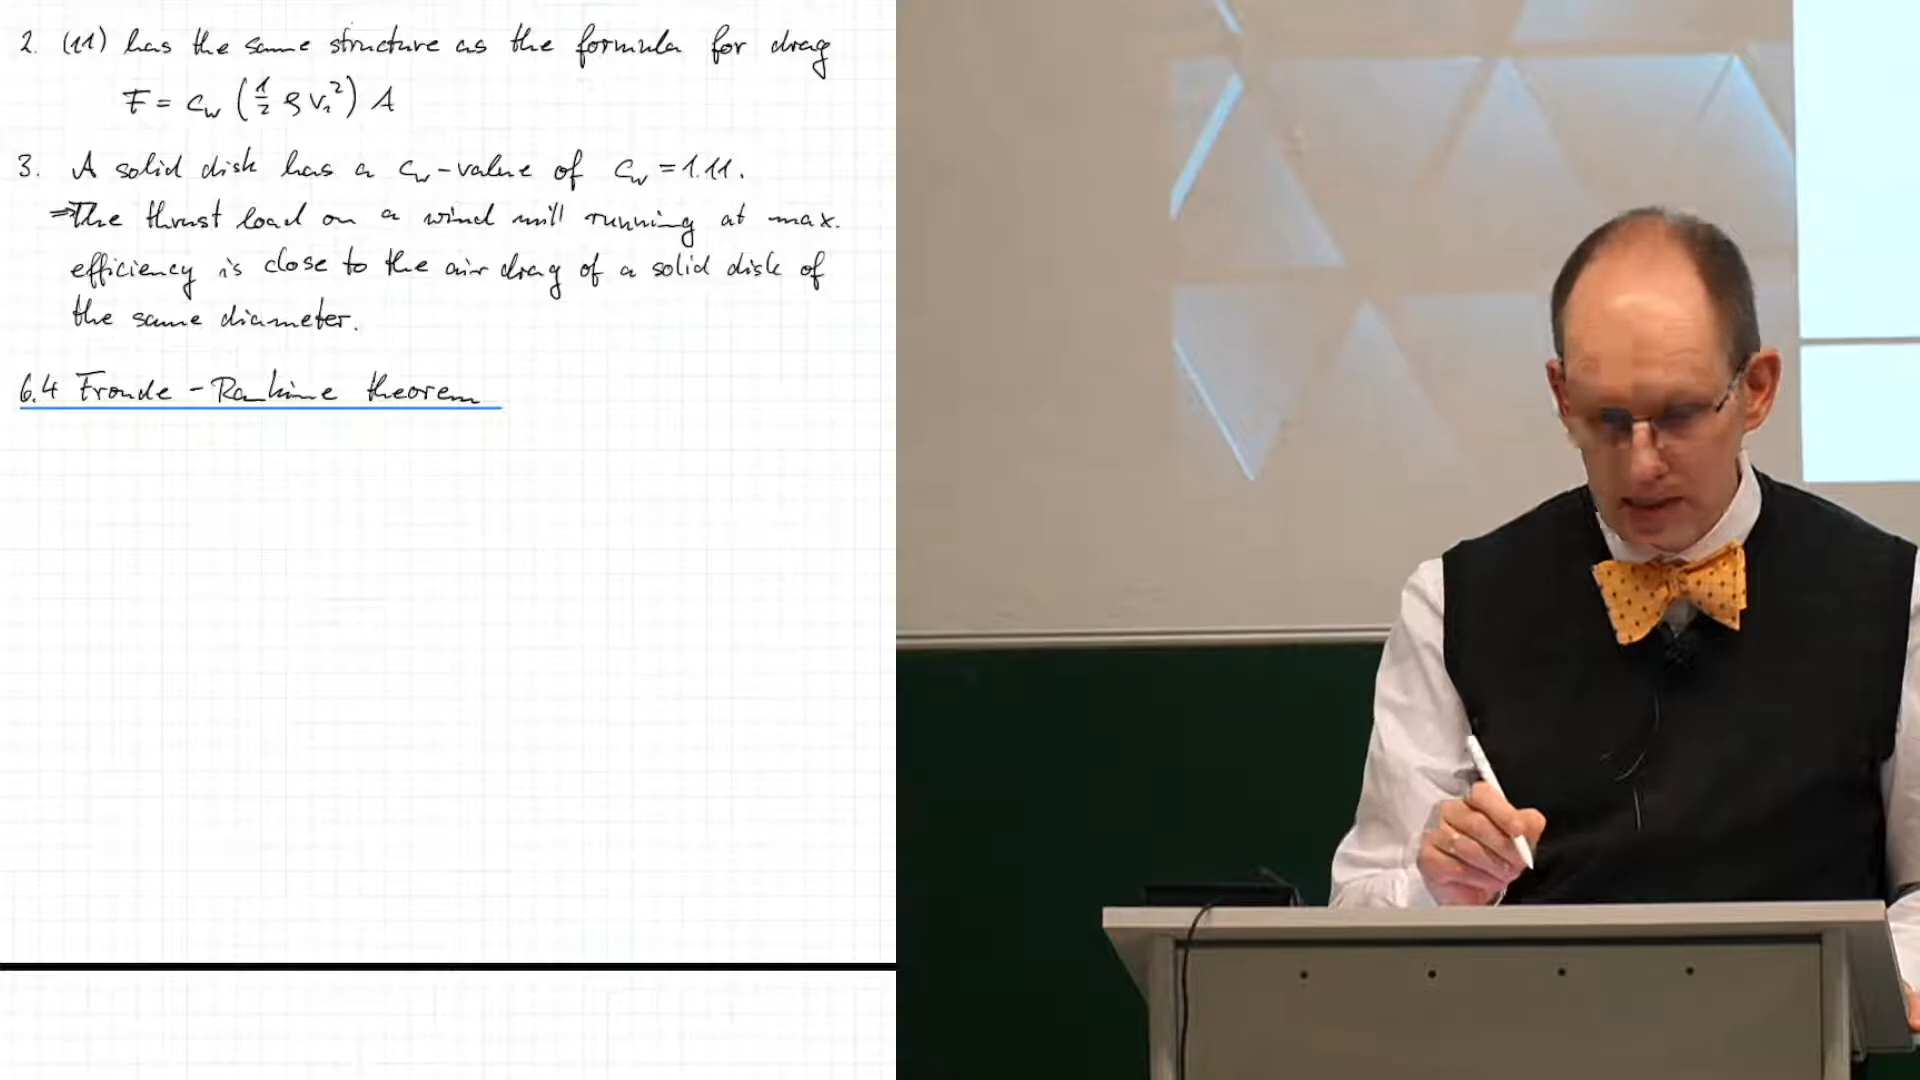 2. (11) has the same structure as the formula for drag
F = c_w (1/2 ρ v₁²) A
3. A solid disk has a c_w-value of c_w = 1.11.
⇒ The thrust load on a wind mill running at max.
efficiency is close to the air drag of a solid disk of
the same diameter.
6.4 Froude - Rankine theorem